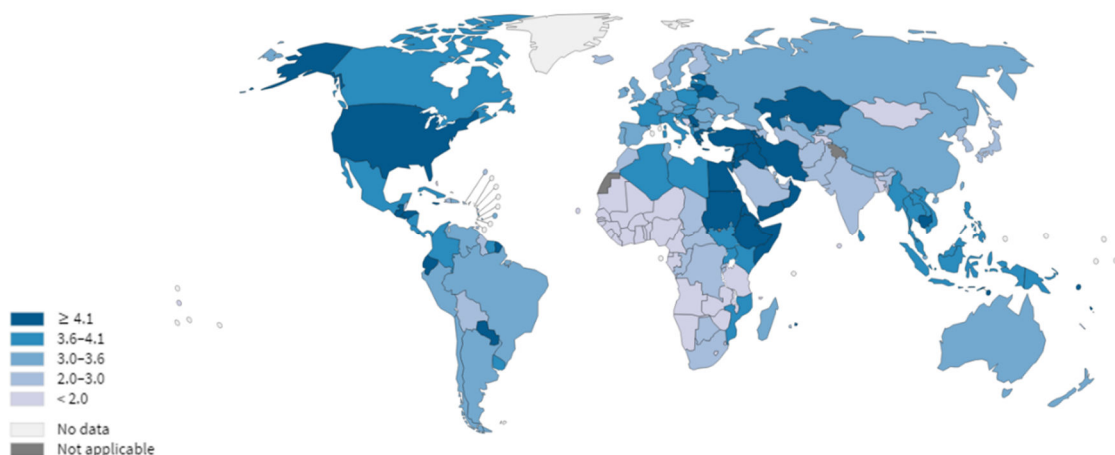 ≥ 4.1
3.6–4.1
3.0–3.6
2.0–3.0
< 2.0
No data
Not applicable